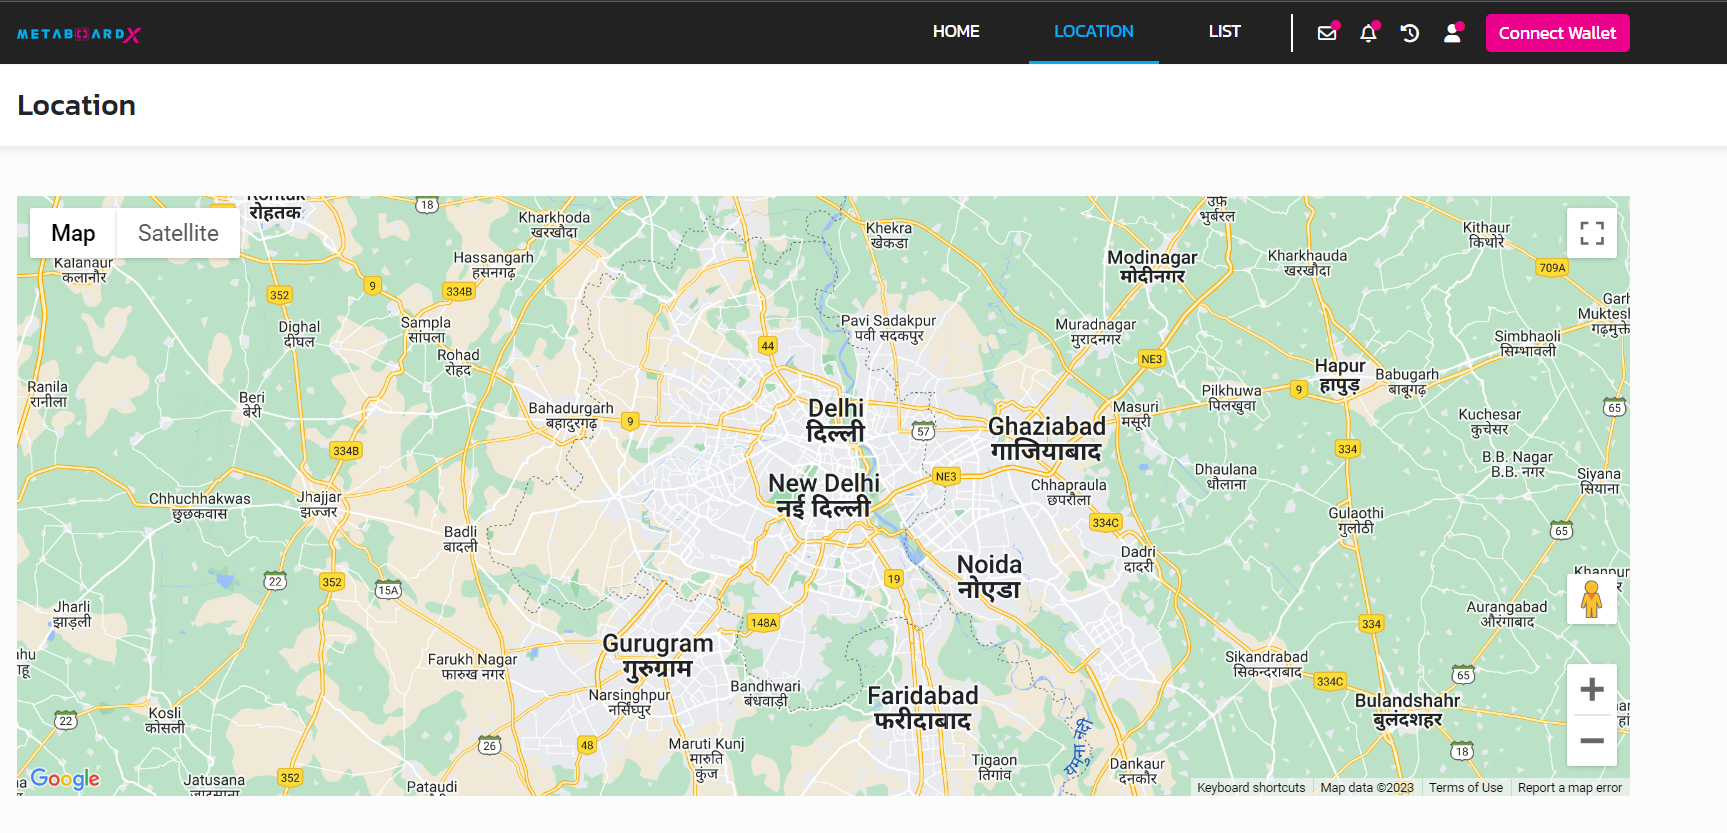 METABOARDX
HOME
LOCATION
LIST
Connect Wallet
Location
Map
Satellite
रोहतक
18
Kharkhoda
खरखौदा
Khekra
खेकडा
भुर्बरल
Kithaur
किथोरे
Kalanaur
कलानौर
Hassangarh
हसनगढ़
Modinagar
मोदीनगर
Kharkhauda
खरखौदा
709A
352
9
334B
Dighal
दीघल
Sampla
सांपला
Pavi Sadakpur
पवी सदकपुर
Muradnagar
मुरादनगर
Simbhaoli
सिम्भावली
44
Rohad
रोहद
NE3
Hapur
हापुड़
Babugarh
बाबूगढ़
Ranila
रानीला
Beri
बेरी
9
Pilkhuwa
पिलखुवा
Bahadurgarh
बहादुरगढ़
9
Delhi
दिल्ली
57
Ghaziabad
गाजियाबाद
Masuri
मसूरी
65
Kuchesar
कुचेसर
334B
334
Dhaulana
धौलाना
B.B. Nagar
B.B. नगर
Siyana
सियाना
New Delhi
नई दिल्ली
NE3
Chhapraula
छपरौला
Chhuchhakwas
छुछकवास
Jhajjar
झज्जर
Gulaothi
गुलोठी
334C
65
Badli
बादली
Dadri
दादरी
Noida
नोएडा
22
352
15A
19
Khanpur
Jharli
झाड़ली
Aurangabad
औरंगाबाद
148A
334
Gurugram
गुरुग्राम
Farukh Nagar
फारुख नगर
Sikandrabad
सिकन्दराबाद
65
334C
Narsinghpur
नर्सिंघपुर
Bandhwari
बंधवाड़ी
Faridabad
फरीदाबाद
Bulandshahr
बुलंदशहर
22
Kosli
कोसली
यमुना नदी
26
48
Maruti Kunj
मारुति
कुंज
18
Tigaon
तिगांव
Dankaur
दनकौर
Google
Jatusana
352
Pataudi
Keyboard shortcuts
Map data ©2023
Terms of Use
Report a map error